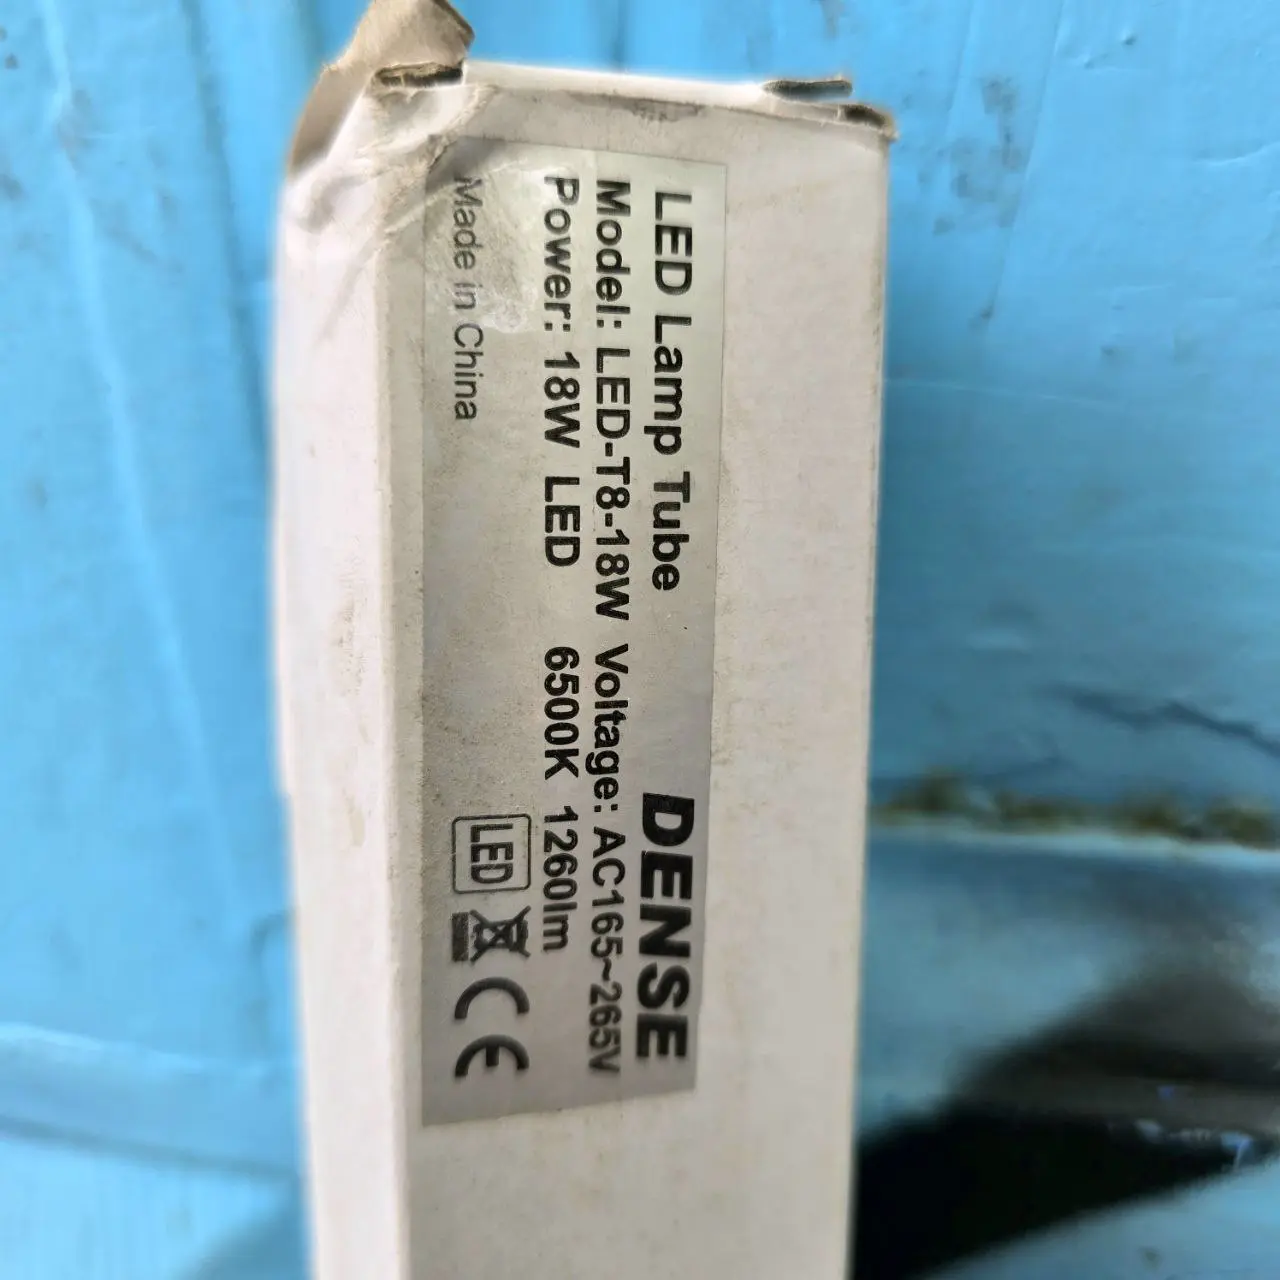 LED Lamp Tube DENSE
Model: LED-T8-18W Voltage: AC165~265V
Power: 18W LED 6500K 1260lm
Made in China LED CE